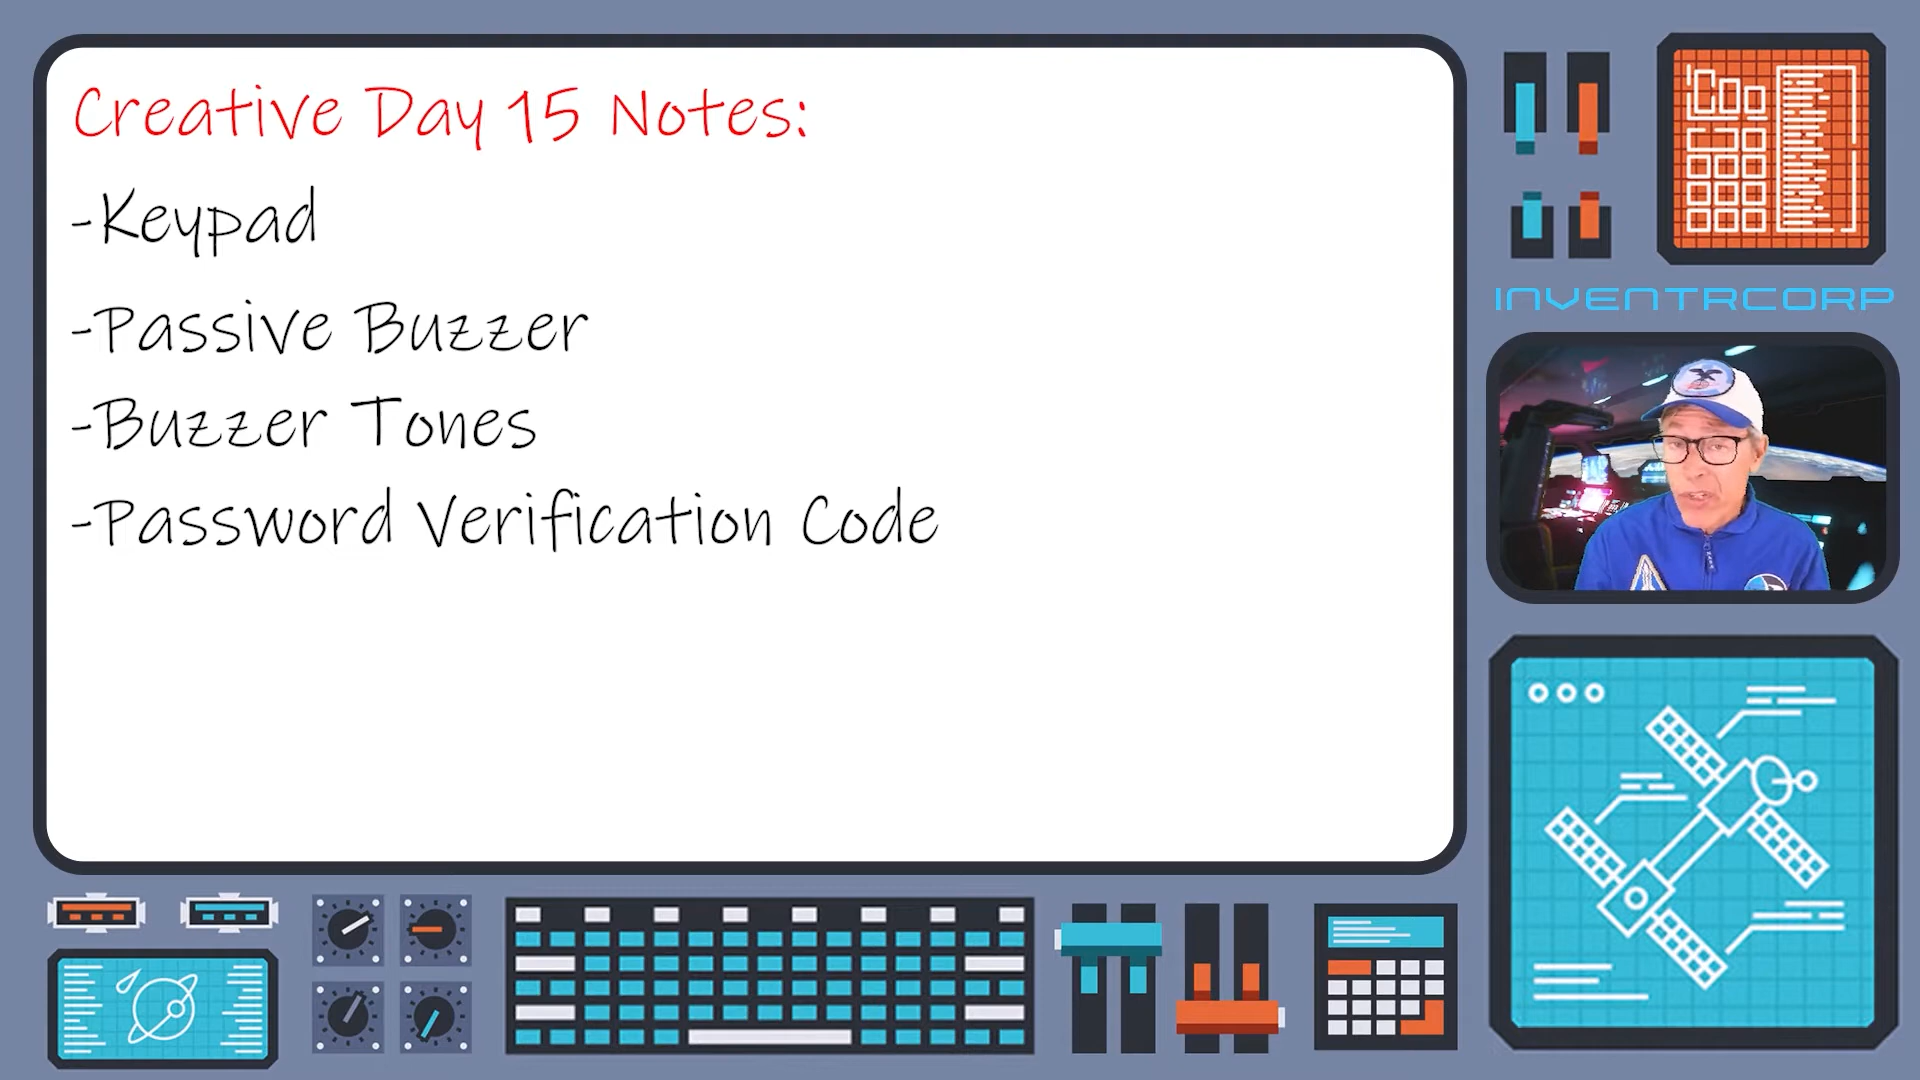 Creative Day 15 Notes:
-Keypad
-Passive Buzzer
-Buzzer Tones
-Password Verification Code
INVENTRCORP